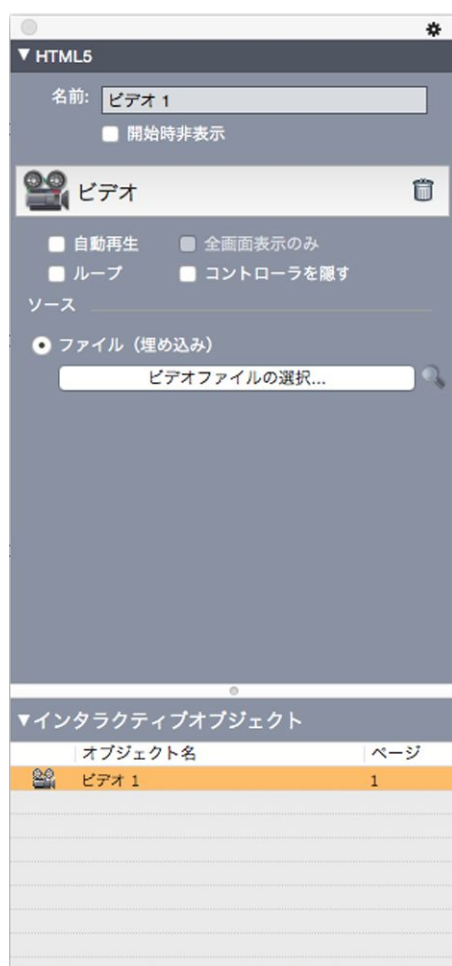 ▼ HTML5
名前: ビデオ 1
開始時非表示
ビデオ
自動再生 全画面表示のみ
ループ コントローラを隠す
ソース
ファイル（埋め込み）
ビデオファイルの選択...
▼インタラクティブオブジェクト
オブジェクト名 ページ
ビデオ 1 1